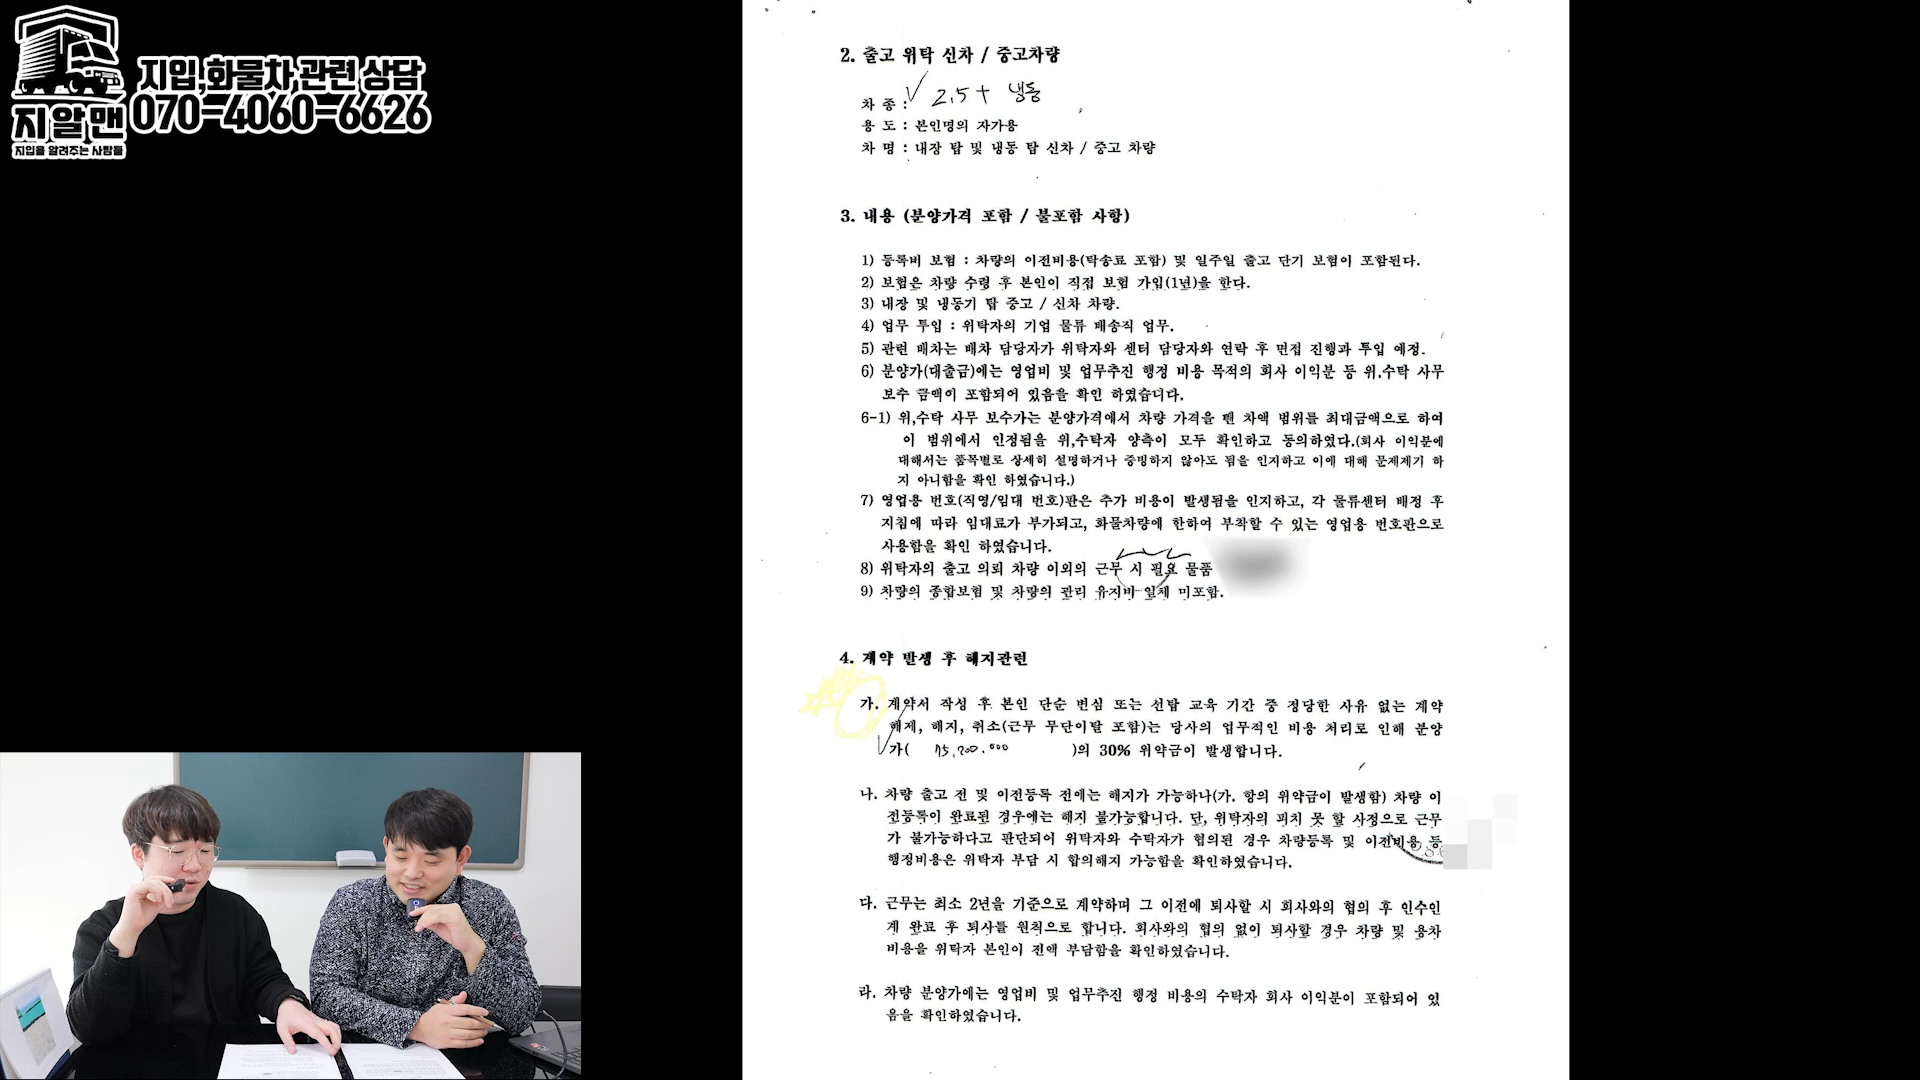 지입,화물차 관련 상담
070-4060-6626
지알맨
지입을 알려주는 사람들
2. 출고 위탁 신차 / 중고차량
차 종 : 2.5t 냉동
용 도 : 본인명의 자가용
차 명 : 내장 탑 및 냉동 탑 신차 / 중고 차량
3. 내용 (분양가격 포함 / 불포함 사항)
1) 등록비 보험 : 차량의 이전비용(탁송료 포함) 및 일주일 출고 단기 보험이 포함된다.
2) 보험은 차량 수령 후 본인이 직접 보험 가입(1년)을 한다.
3) 내장 및 냉동기 탑 중고 / 신차 차량.
4) 업무 투입 : 위탁자의 기업 물류 배송직 업무.
5) 관련 배차는 배차 담당자가 위탁자와 센터 담당자와 연락 후 면접 진행과 투입 예정.
6) 분양가(대출금)에는 영업비 및 업무추진 행정 비용 목적의 회사 이익분 등 위,수탁 사무
보수 금액이 포함되어 있음을 확인 하였습니다.
6-1) 위,수탁 사무 보수가는 분양가격에서 차량 가격을 뺀 차액 범위를 최대금액으로 하여
이 범위에서 인정됨을 위,수탁자 양측이 모두 확인하고 동의하였다.(회사 이익분에
대해서는 품목별로 상세히 설명하거나 증빙하지 않아도 됨을 인지하고 이에 대해 문제제기 하
지 아니함을 확인 하였습니다.)
7) 영업용 번호(직영/임대 번호)판은 추가 비용이 발생됨을 인지하고, 각 물류센터 배정 후
지침에 따라 임대료가 부가되고, 화물차량에 한하여 부착할 수 있는 영업용 번호판으로
사용함을 확인 하였습니다.
8) 위탁자의 출고 의뢰 차량 이외의 근무 시 필요 물품
9) 차량의 종합보험 및 차량의 관리 유지비 일체 미포함.
4. 계약 발생 후 해지관련
가. 계약서 작성 후 본인 단순 변심 또는 선탑 교육 기간 중 정당한 사유 없는 계약
해제, 해지, 취소(근무 무단이탈 포함)는 당사의 업무적인 비용 처리로 인해 분양
가( 75,200,000 )의 30% 위약금이 발생합니다.
나. 차량 출고 전 및 이전등록 전에는 해지가 가능하나(가. 항의 위약금이 발생함) 차량 이
전등록이 완료된 경우에는 해지 불가능합니다. 단, 위탁자의 피치 못 할 사정으로 근무
가 불가능하다고 판단되어 위탁자와 수탁자가 협의된 경우 차량등록 및 이전비용 등
행정비용은 위탁자 부담 시 합의해지 가능함을 확인하였습니다.
다. 근무는 최소 2년을 기준으로 계약하며 그 이전에 퇴사할 시 회사와의 협의 후 인수인
계 완료 후 퇴사를 원칙으로 합니다. 회사와의 협의 없이 퇴사할 경우 차량 및 용차
비용을 위탁자 본인이 전액 부담함을 확인하였습니다.
라. 차량 분양가에는 영업비 및 업무추진 행정 비용의 수탁자 회사 이익분이 포함되어 있
음을 확인하였습니다.